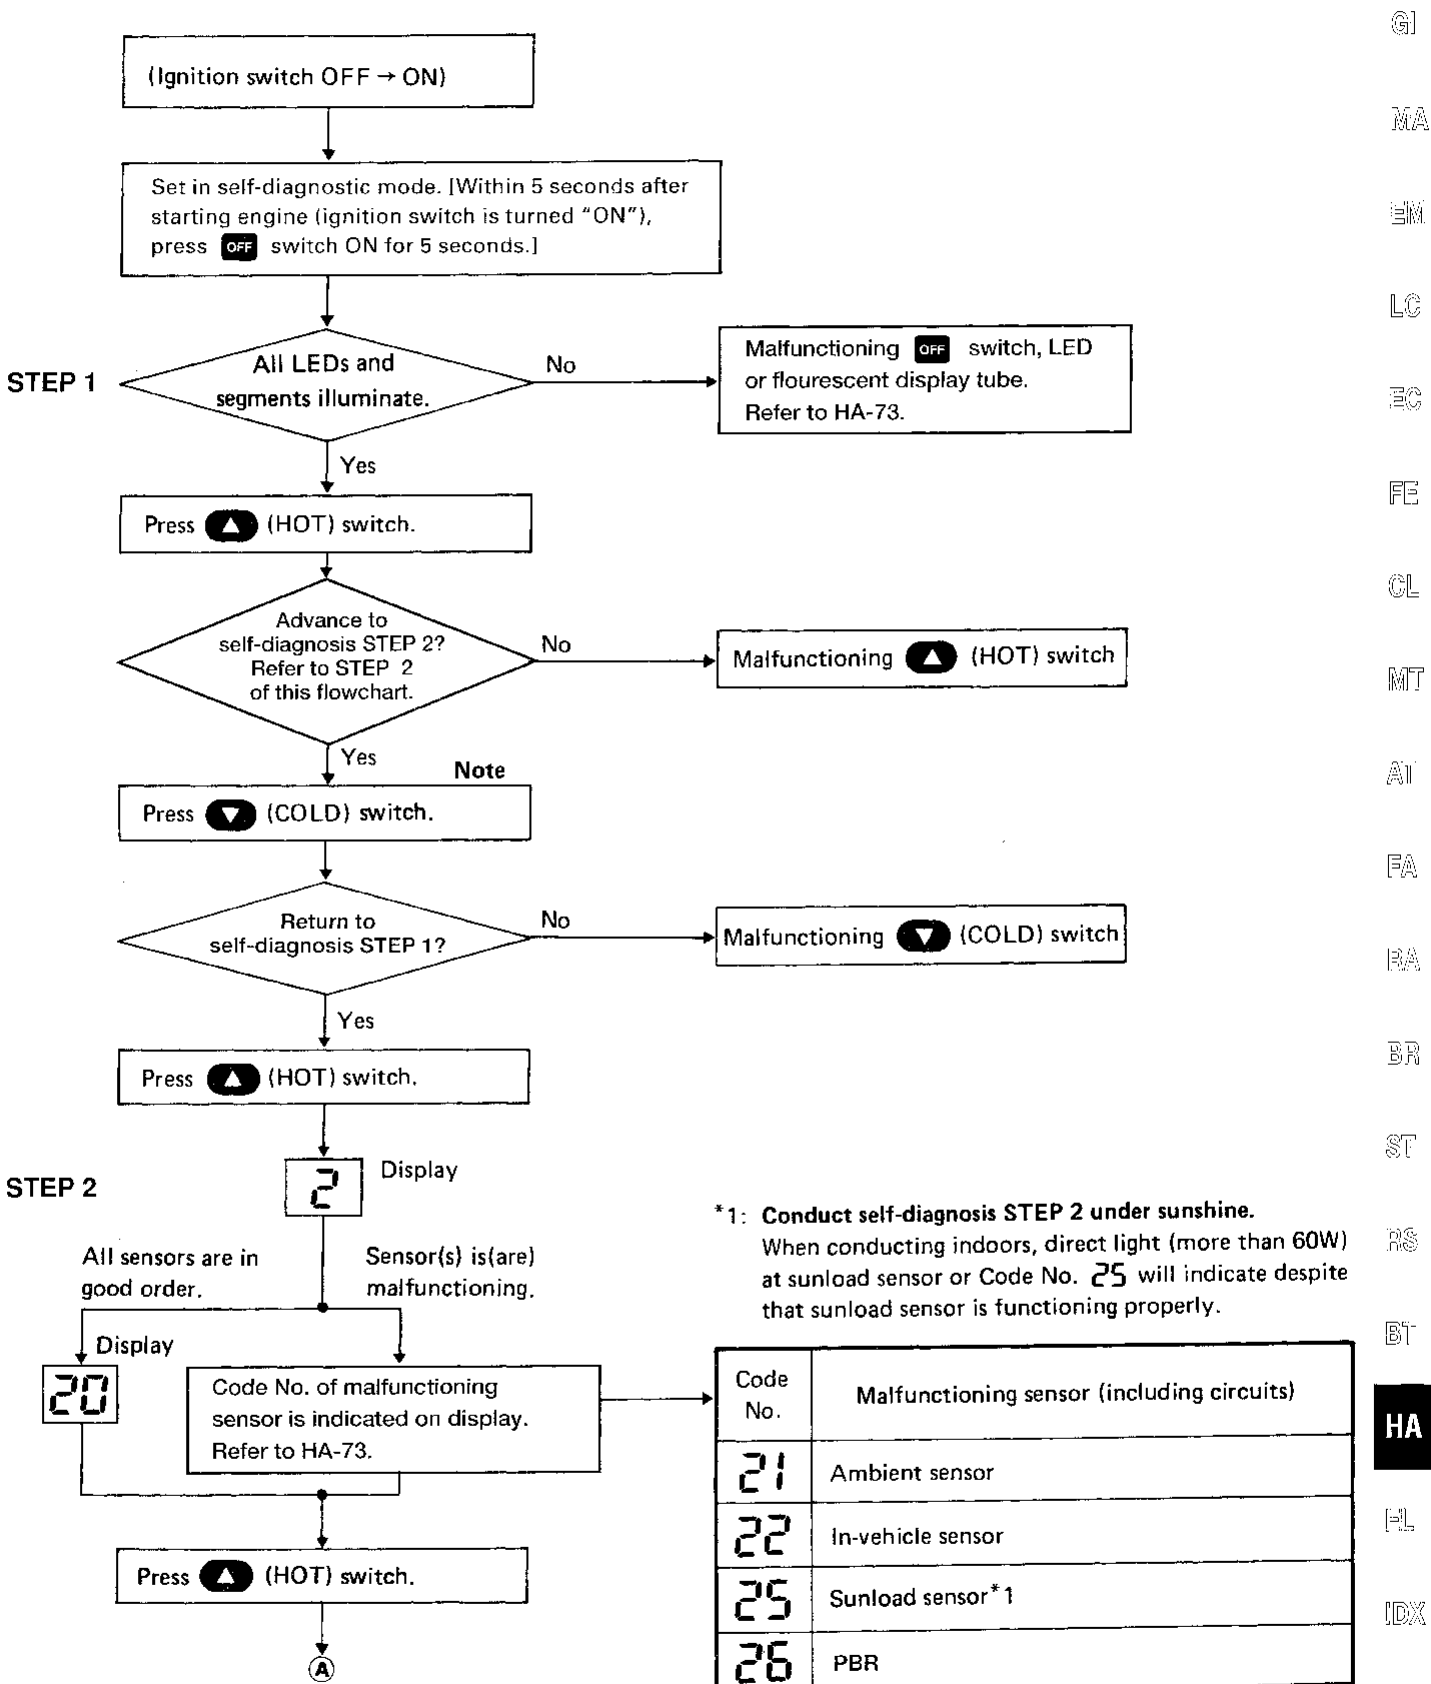 GI
MA
EM
LC
EC
FE
CL
MT
AT
FA
RA
BR
ST
RS
BT
HA
EL
IDX
(Ignition switch OFF → ON)
Set in self-diagnostic mode. [Within 5 seconds after
starting engine (ignition switch is turned "ON"),
press OFF switch ON for 5 seconds.]
STEP 1
All LEDs and
segments illuminate.
No
Malfunctioning OFF switch, LED
or flourescent display tube.
Refer to HA-73.
Yes
Press ▲ (HOT) switch.
Advance to
self-diagnosis STEP 2?
Refer to STEP 2
of this flowchart.
No
Malfunctioning ▲ (HOT) switch
Yes
Note
Press ▼ (COLD) switch.
Return to
self-diagnosis STEP 1?
No
Malfunctioning ▼ (COLD) switch
Yes
Press ▲ (HOT) switch.
STEP 2
2
Display
All sensors are in
good order.
Sensor(s) is(are)
malfunctioning.
Display
20
Code No. of malfunctioning
sensor is indicated on display.
Refer to HA-73.
Press ▲ (HOT) switch.
A
*1: Conduct self-diagnosis STEP 2 under sunshine.
When conducting indoors, direct light (more than 60W)
at sunload sensor or Code No. 25 will indicate despite
that sunload sensor is functioning properly.
Code
No.
Malfunctioning sensor (including circuits)
21 Ambient sensor
22 In-vehicle sensor
25 Sunload sensor*1
26 PBR